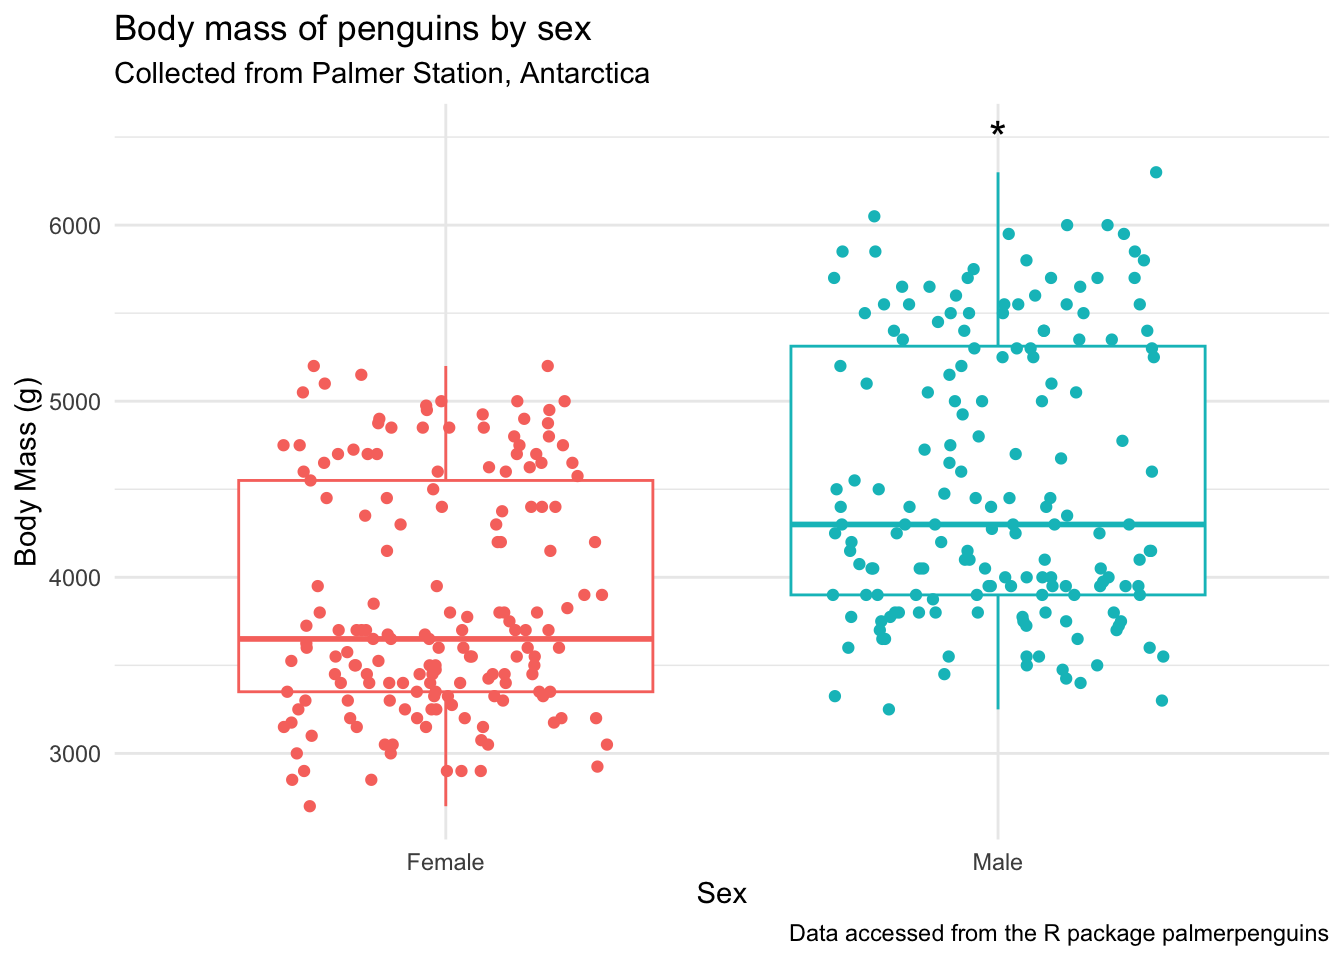 Body mass of penguins by sex
Collected from Palmer Station, Antarctica
*
6000
5000
4000
3000
Body Mass (g)
Female Male
Sex
Data accessed from the R package palmerpenguins